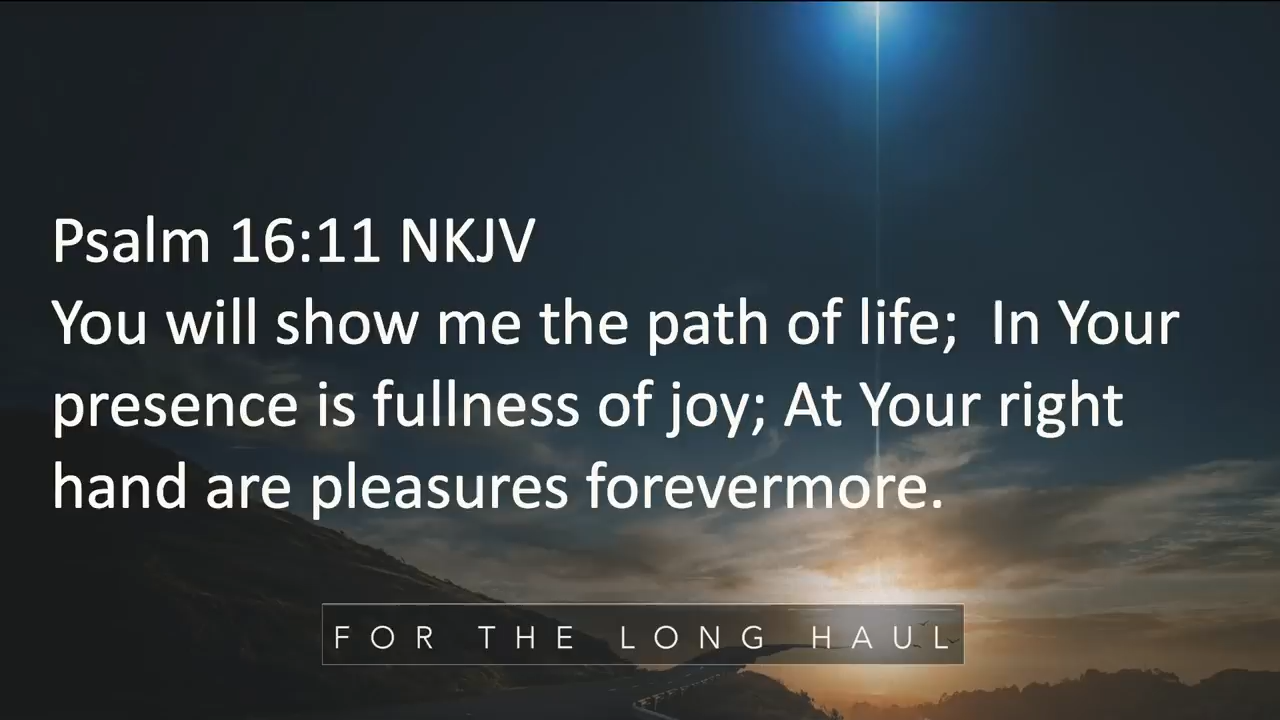 Psalm 16:11 NKJV
You will show me the path of life;  In Your
presence is fullness of joy; At Your right
hand are pleasures forevermore.
FOR THE LONG HAUL